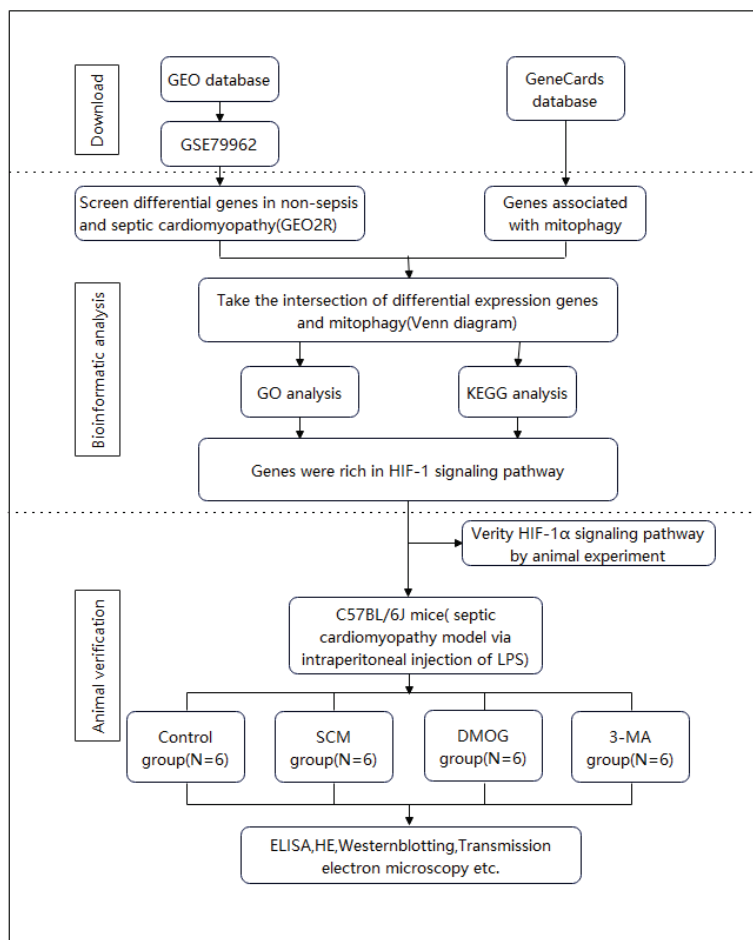 Download
GEO database
GeneCards
database
GSE79962
Bioinformatic analysis
Screen differential genes in non-sepsis
and septic cardiomyopathy(GEO2R)
Genes associated
with mitophagy
Take the intersection of differential expression genes
and mitophagy(Venn diagram)
GO analysis
KEGG analysis
Genes were rich in HIF-1 signaling pathway
Animal verification
Verity HIF-1α signaling pathway
by animal experiment
C57BL/6J mice( septic
cardiomyopathy model via
intraperitoneal injection of LPS)
Control
group(N=6)
SCM
group(N=6)
DMOG
group(N=6)
3-MA
group(N=6)
ELISA,HE,Westernblotting,Transmission
electron microscopy etc.